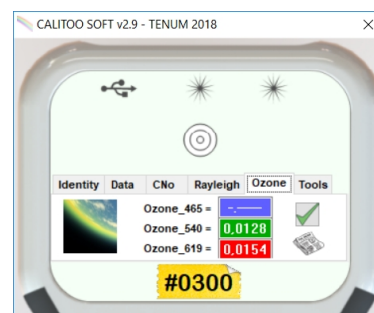 CALITOO SOFT v2.9 - TENUM 2018
Identity Data CNo Rayleigh Ozone Tools
Ozone_465 = -.----
Ozone_540 = 0,0128
Ozone_619 = 0,0154
#0300